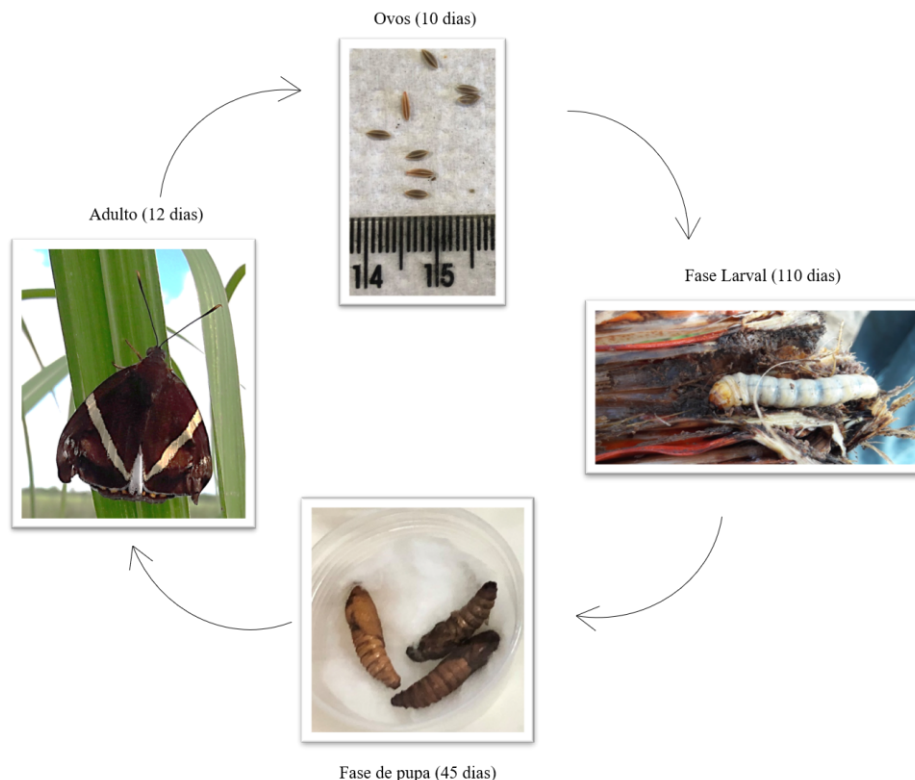 Ovos (10 dias)
14 15
Adulto (12 dias)
Fase Larval (110 dias)
Fase de pupa (45 dias)